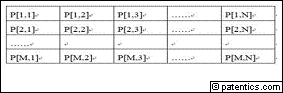 P[1,1] P[1,2] P[1,3] …… P[1,N]
P[2,1] P[2,2] P[2,3] …… P[2,N]
……
P[M,1] P[M,2] P[M,3] …… P[M,N]
© patentics.com